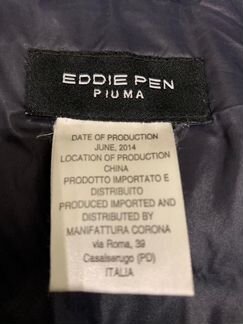 EDDIE PEN
PIUMA
DATE OF PRODUCTION
JUNE, 2014
LOCATION OF PRODUCTION
CHINA
PRODOTTO IMPORTATO E
DISTRIBUITO
PRODUCED IMPORTED AND
DISTRIBUTED BY
MANIFATTURA CORONA
via Roma, 39
Casalserugo (PD)
ITALIA